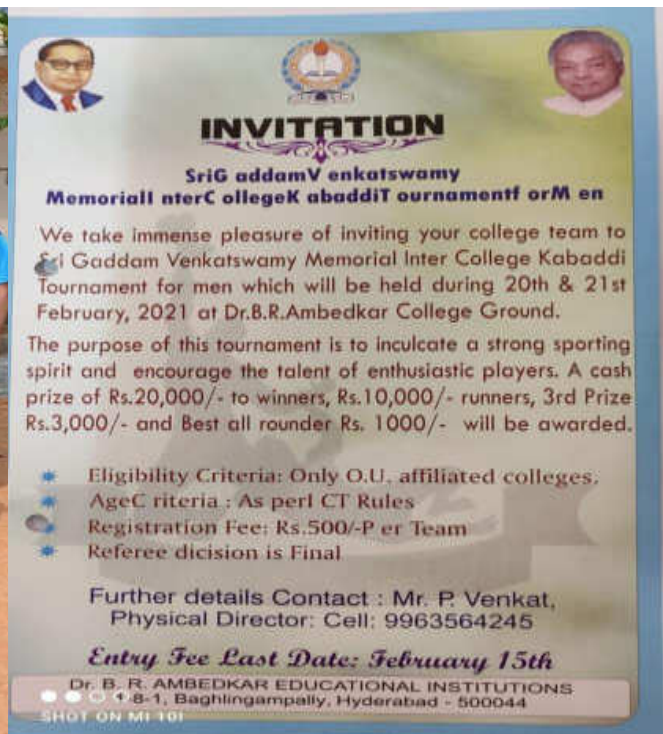 INVITATION
SriG addamV enkatswamy
MemorialI nterC ollegeK abaddiT ournamentf orM en
We take immense pleasure of inviting your college team to
Sri Gaddam Venkatswamy Memorial Inter College Kabaddi
Tournament for men which will be held during 20th & 21st
February, 2021 at Dr.B.R.Ambedkar College Ground.
The purpose of this tournament is to inculcate a strong sporting
spirit and encourage the talent of enthusiastic players. A cash
prize of Rs.20,000/- to winners, Rs.10,000/- runners, 3rd Prize
Rs.3,000/- and Best all rounder Rs. 1000/- will be awarded.
Eligibility Criteria: Only O.U. affiliated colleges.
AgeC riteria : As perI CT Rules
Registration Fee: Rs.500/-P er Team
Referee dicision is Final
Further details Contact : Mr. P. Venkat,
Physical Director: Cell: 9963564245
Entry Fee Last Date: February 15th
Dr. B. R. AMBEDKAR EDUCATIONAL INSTITUTIONS
8-1, Baghlingampally, Hyderabad - 500044
SHOT ON MI 10I